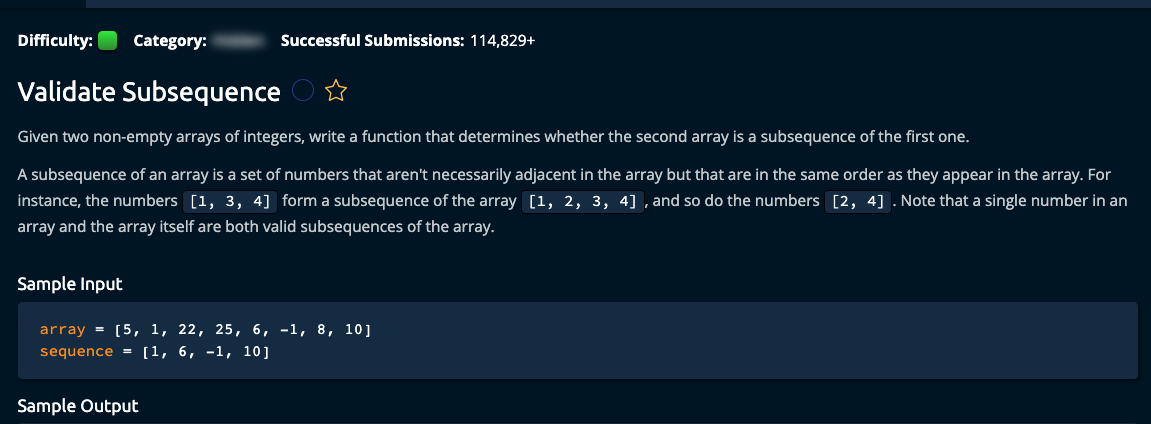 Difficulty: Category: Successful Submissions: 114,829+
Validate Subsequence
Given two non-empty arrays of integers, write a function that determines whether the second array is a subsequence of the first one.
A subsequence of an array is a set of numbers that aren't necessarily adjacent in the array but that are in the same order as they appear in the array. For
instance, the numbers [1, 3, 4] form a subsequence of the array [1, 2, 3, 4], and so do the numbers [2, 4]. Note that a single number in an
array and the array itself are both valid subsequences of the array.
Sample Input
array = [5, 1, 22, 25, 6, -1, 8, 10]
sequence = [1, 6, -1, 10]
Sample Output